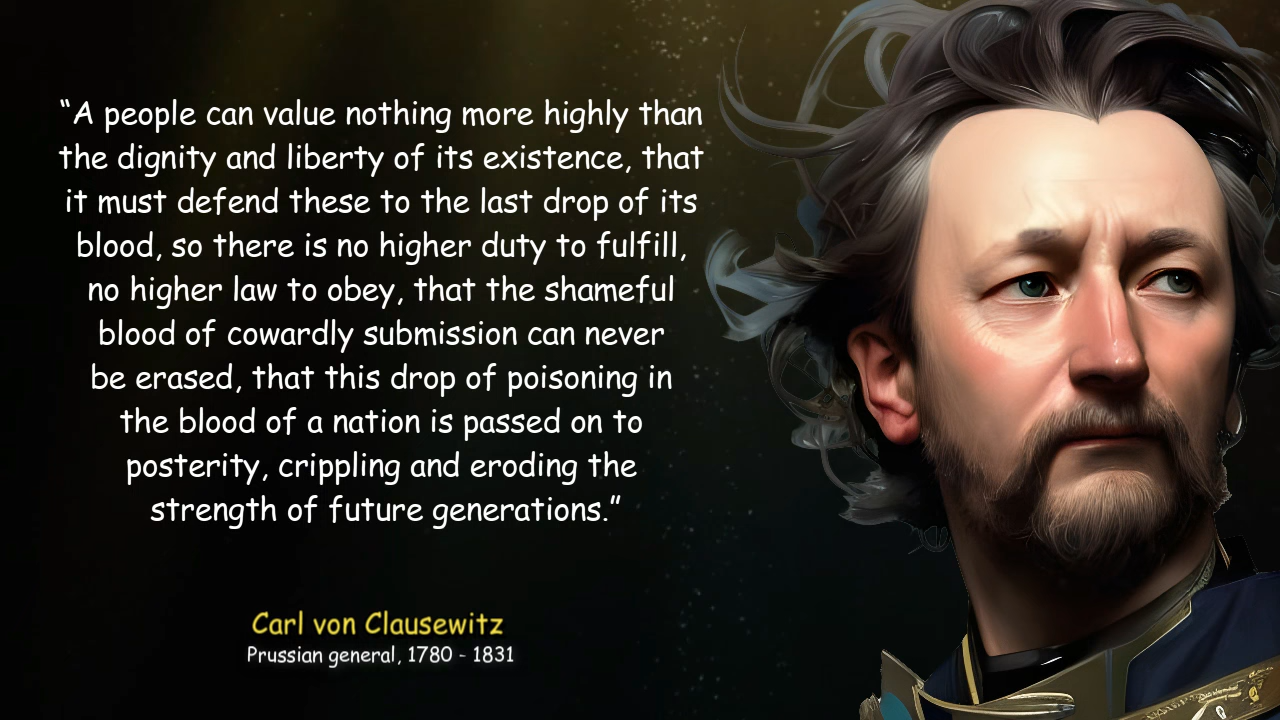 “A people can value nothing more highly than
the dignity and liberty of its existence, that
it must defend these to the last drop of its
blood, so there is no higher duty to fulfill,
no higher law to obey, that the shameful
blood of cowardly submission can never
be erased, that this drop of poisoning in
the blood of a nation is passed on to
posterity, crippling and eroding the
strength of future generations.”
Carl von Clausewitz
Prussian general, 1780 - 1831